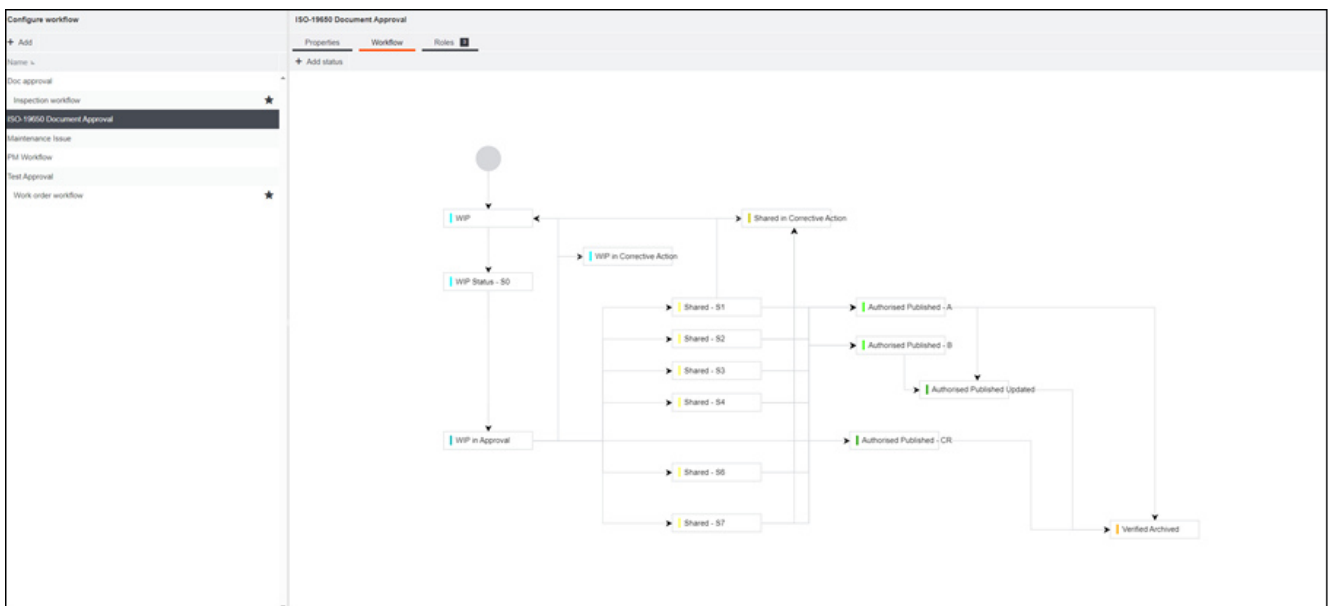 Configure workflow
+ Add
Name
Doc approval
Inspection workflow
ISO-19650 Document Approval
Maintenance Issue
PM Workflow
Test Approval
Work order workflow
ISO-19650 Document Approval
Properties Workflow Roles
+ Add status
WIP
Shared in Corrective Action
WIP in Corrective Action
WIP Status - S0
Shared - S1
Authorised Published - A
Shared - S2
Authorised Published - B
Shared - S3
Authorised Published Updated
Shared - S4
WIP in Approval
Authorised Published - CR
Shared - S6
Shared - S7
Verified Archived